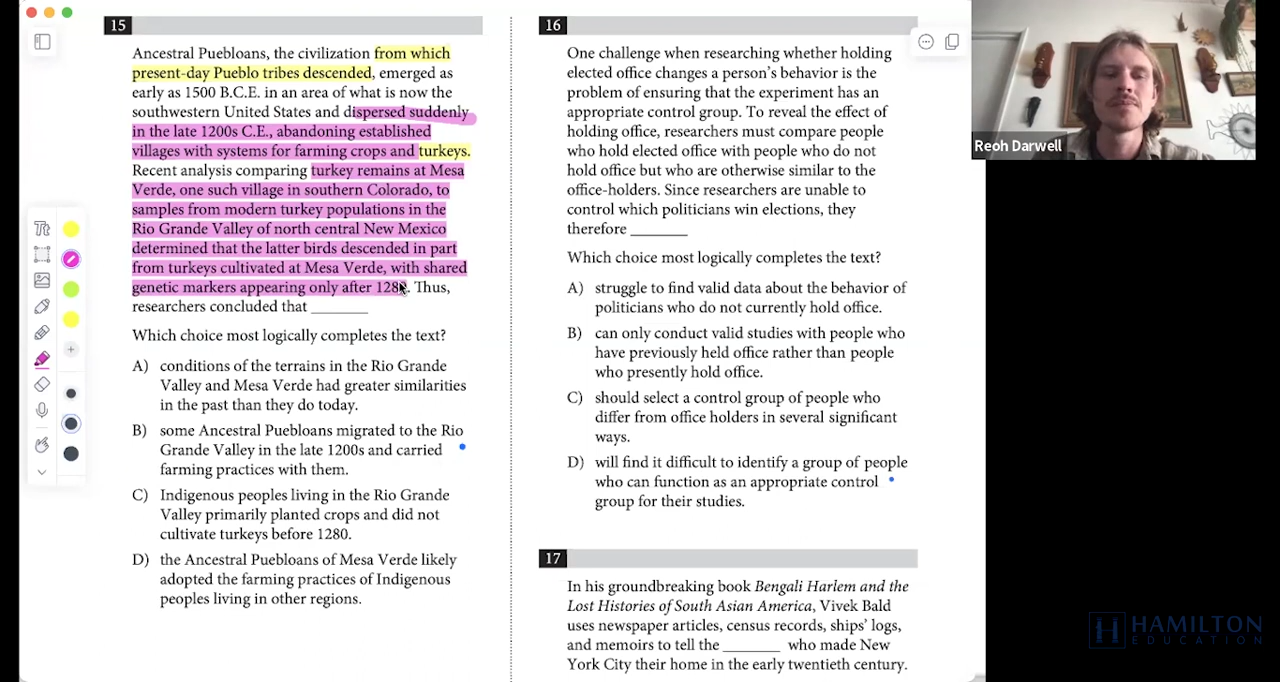 15
Ancestral Puebloans, the civilization from which
present-day Pueblo tribes descended, emerged as
early as 1500 B.C.E. in an area of what is now the
southwestern United States and dispersed suddenly
in the late 1200s C.E., abandoning established
villages with systems for farming crops and turkeys.
Recent analysis comparing turkey remains at Mesa
Verde, one such village in southern Colorado, to
samples from modern turkey populations in the
Rio Grande Valley of north central New Mexico
determined that the latter birds descended in part
from turkeys cultivated at Mesa Verde, with shared
genetic markers appearing only after 1280. Thus,
researchers concluded that ______
Which choice most logically completes the text?
A) conditions of the terrains in the Rio Grande
Valley and Mesa Verde had greater similarities
in the past than they do today.
B) some Ancestral Puebloans migrated to the Rio
Grande Valley in the late 1200s and carried
farming practices with them.
C) Indigenous peoples living in the Rio Grande
Valley primarily planted crops and did not
cultivate turkeys before 1280.
D) the Ancestral Puebloans of Mesa Verde likely
adopted the farming practices of Indigenous
peoples living in other regions.
16
One challenge when researching whether holding
elected office changes a person's behavior is the
problem of ensuring that the experiment has an
appropriate control group. To reveal the effect of
holding office, researchers must compare people
who hold elected office with people who do not
hold office but who are otherwise similar to the
office-holders. Since researchers are unable to
control which politicians win elections, they
therefore ______
Which choice most logically completes the text?
A) struggle to find valid data about the behavior of
politicians who do not currently hold office.
B) can only conduct valid studies with people who
have previously held office rather than people
who presently hold office.
C) should select a control group of people who
differ from office holders in several significant
ways.
D) will find it difficult to identify a group of people
who can function as an appropriate control
group for their studies.
17
In his groundbreaking book Bengali Harlem and the
Lost Histories of South Asian America, Vivek Bald
uses newspaper articles, census records, ships' logs,
and memoirs to tell the ______ who made New
York City their home in the early twentieth century.
Tt
Reoh Darwell
HAMILTON
EDUCATION